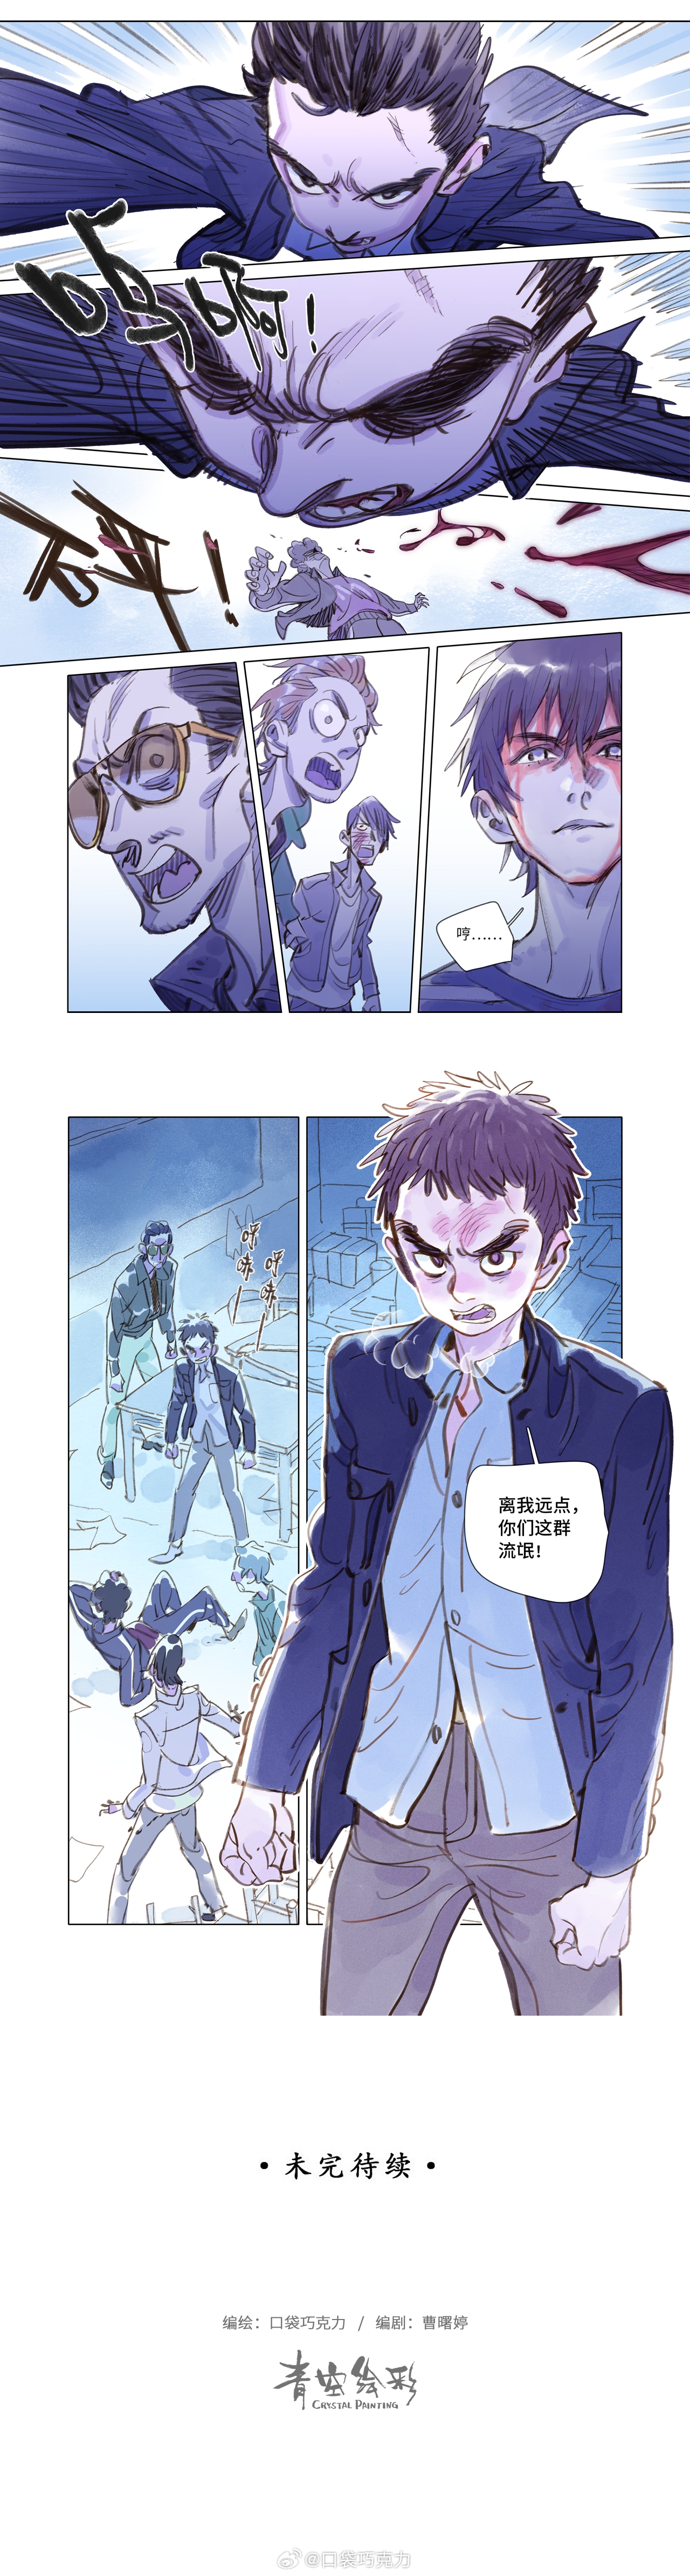 呜啊！
哼……
呼哧——
呼哧——
离我远点，
你们这群
流氓！
·未完待续·
编绘：口袋巧克力 / 编剧：曹曙婷
青空绘彩
CRYSTAL PAINTING
@口袋巧克力